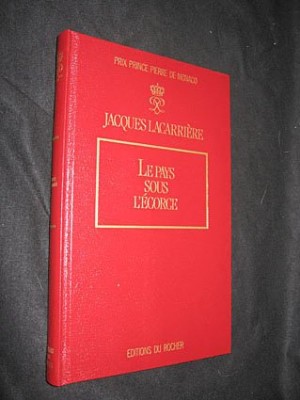 PRIX PRINCE PIERRE DE MONACO
JACQUES LACARRIÈRE
LE PAYS
SOUS
L'ÉCORCE
EDITIONS DU ROCHER